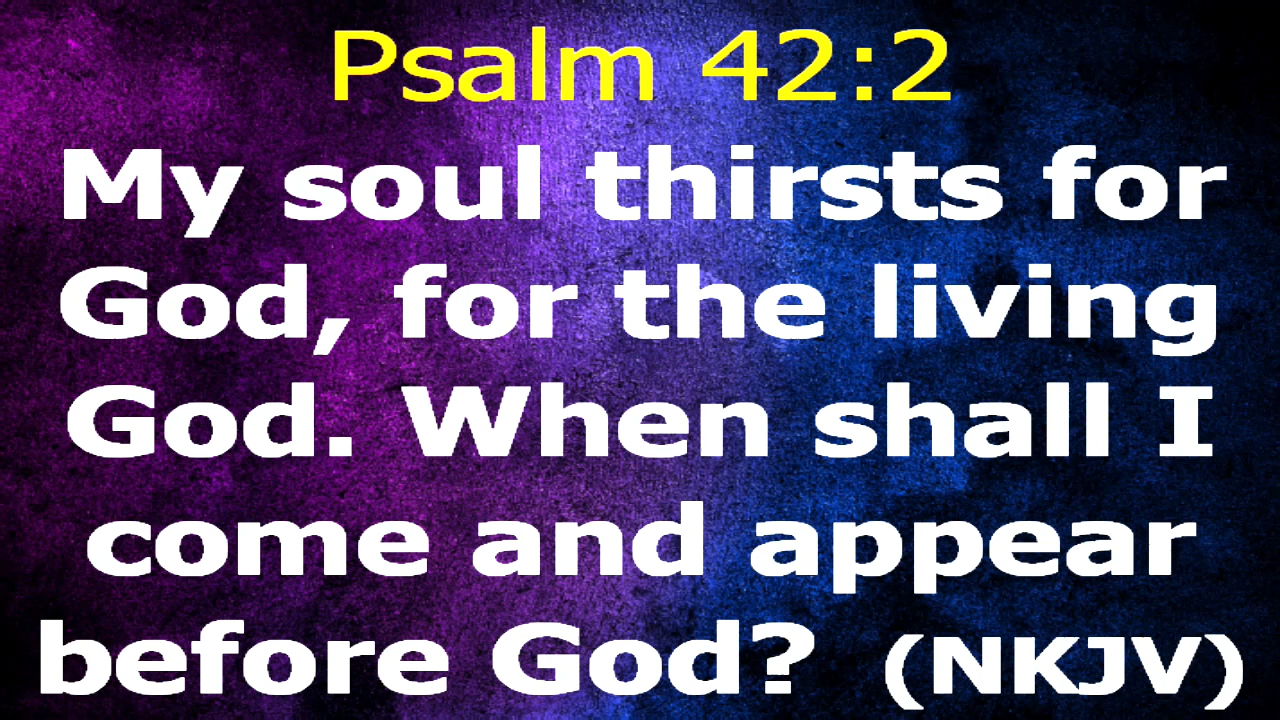 Psalm 42:2
My soul thirsts for
God, for the living
God. When shall I
come and appear
before God? (NKJV)